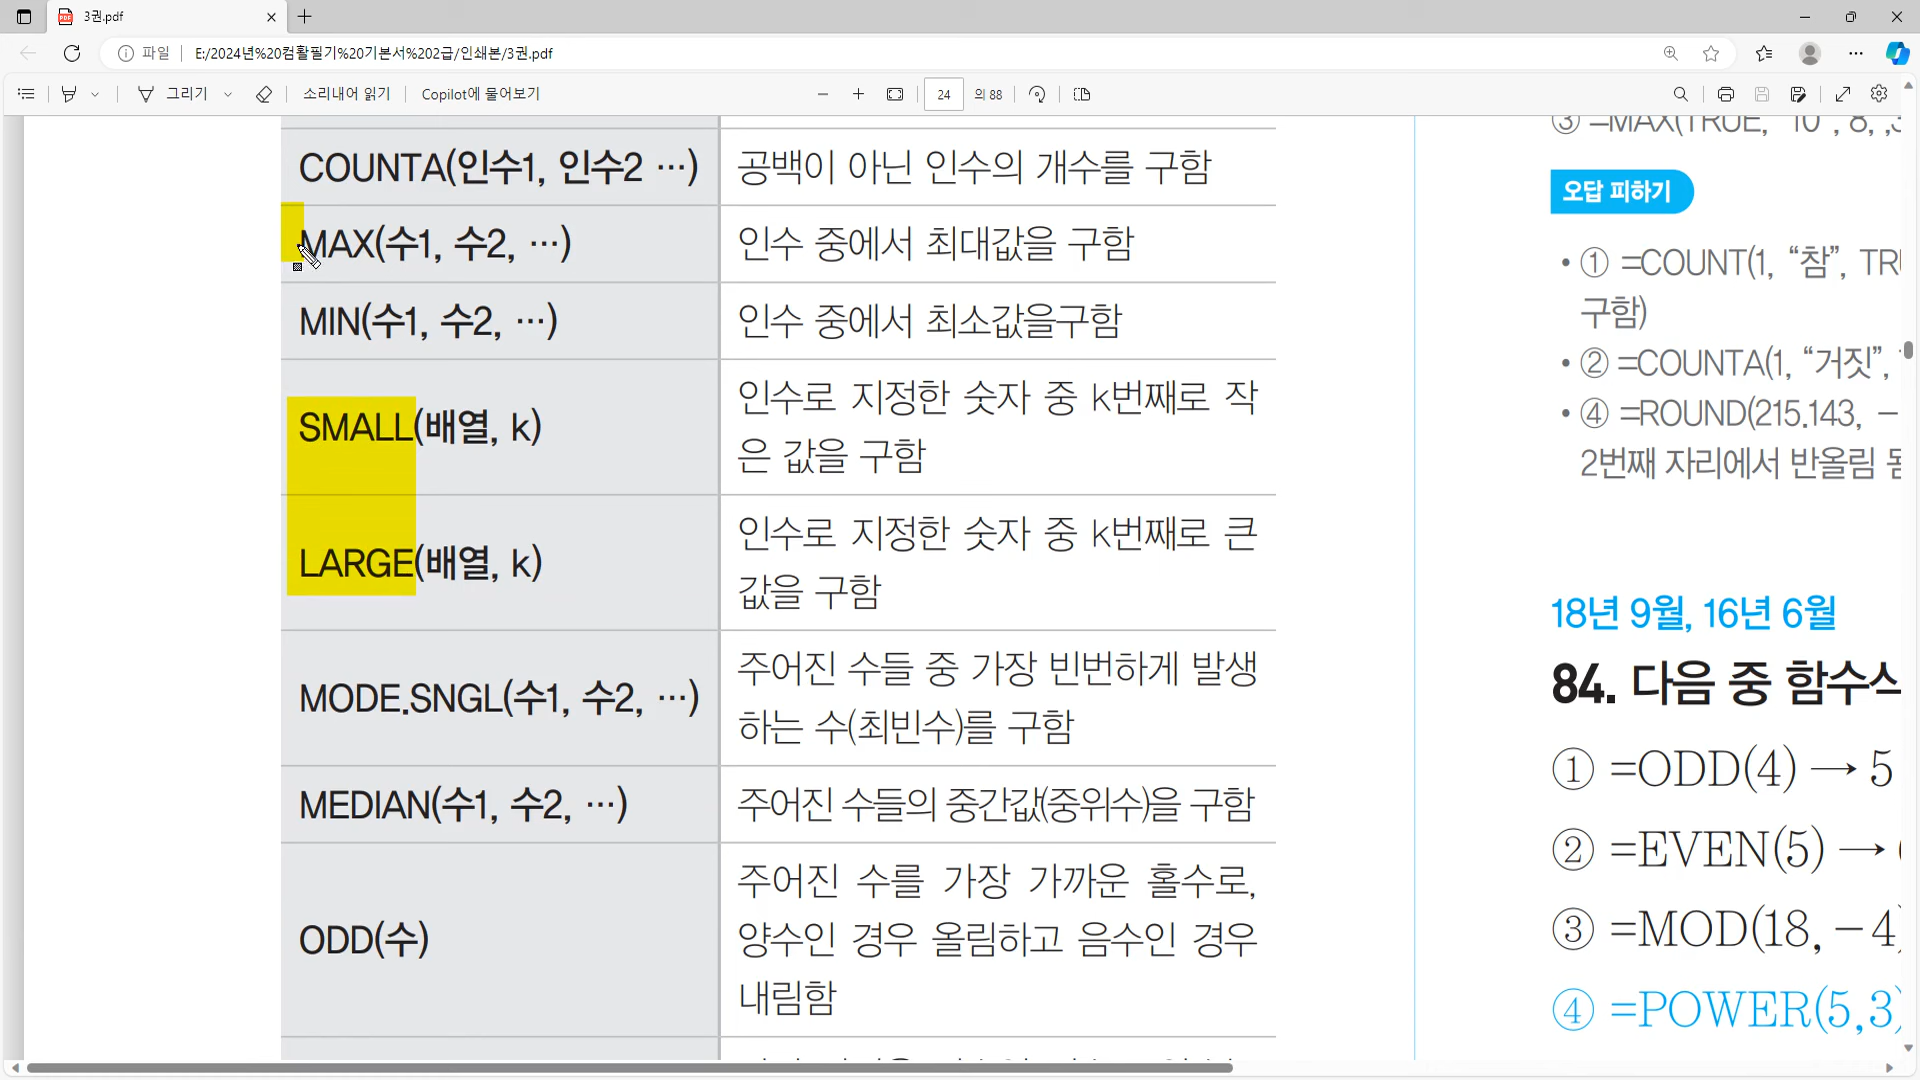 3권.pdf
파일
E:/2024년%20컴활필기%20기본서%202급/인쇄본/3권.pdf
그리기
소리내어 읽기
Copilot에 물어보기
24
의 88
COUNTA(인수1, 인수2 …)
공백이 아닌 인수의 개수를 구함
MAX(수1, 수2, …)
인수 중에서 최대값을 구함
MIN(수1, 수2, …)
인수 중에서 최소값을구함
SMALL(배열, k)
인수로 지정한 숫자 중 k번째로 작
은 값을 구함
LARGE(배열, k)
인수로 지정한 숫자 중 k번째로 큰
값을 구함
MODE.SNGL(수1, 수2, …)
주어진 수들 중 가장 빈번하게 발생
하는 수(최빈수)를 구함
MEDIAN(수1, 수2, …)
주어진 수들의 중간값(중위수)을 구함
ODD(수)
주어진 수를 가장 가까운 홀수로,
양수인 경우 올림하고 음수인 경우
내림함
③ =MAX(TRUE, "10", 8, ,3
오답 피하기
• ① =COUNT(1, “참”, TRU
구함)
• ② =COUNTA(1, “거짓”,
• ④ =ROUND(215.143, −
2번째 자리에서 반올림 됨
18년 9월, 16년 6월
84. 다음 중 함수
① =ODD(4) → 5
② =EVEN(5) →
③ =MOD(18, −4)
④ =POWER(5,3)